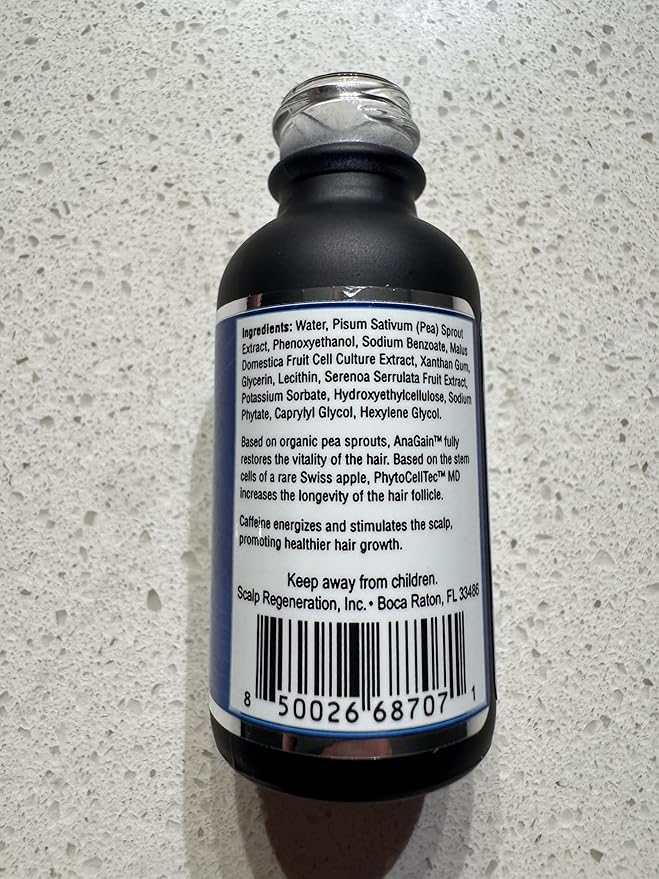 Ingredients: Water, Pisum Sativum (Pea) Sprout
Extract, Phenoxyethanol, Sodium Benzoate, Malus
Domestica Fruit Cell Culture Extract, Xanthan Gum,
Glycerin, Lecithin, Serenoa Serrulata Fruit Extract,
Potassium Sorbate, Hydroxyethylcellulose, Sodium
Phytate, Caprylyl Glycol, Hexylene Glycol.
Based on organic pea sprouts, AnaGain™ fully
restores the vitality of the hair. Based on the stem
cells of a rare Swiss apple, PhytoCellTec™ MD
increases the longevity of the hair follicle.
Caffeine energizes and stimulates the scalp,
promoting healthier hair growth.
Keep away from children.
Scalp Regeneration, Inc. • Boca Raton, FL 33486
8 50026 68707 1